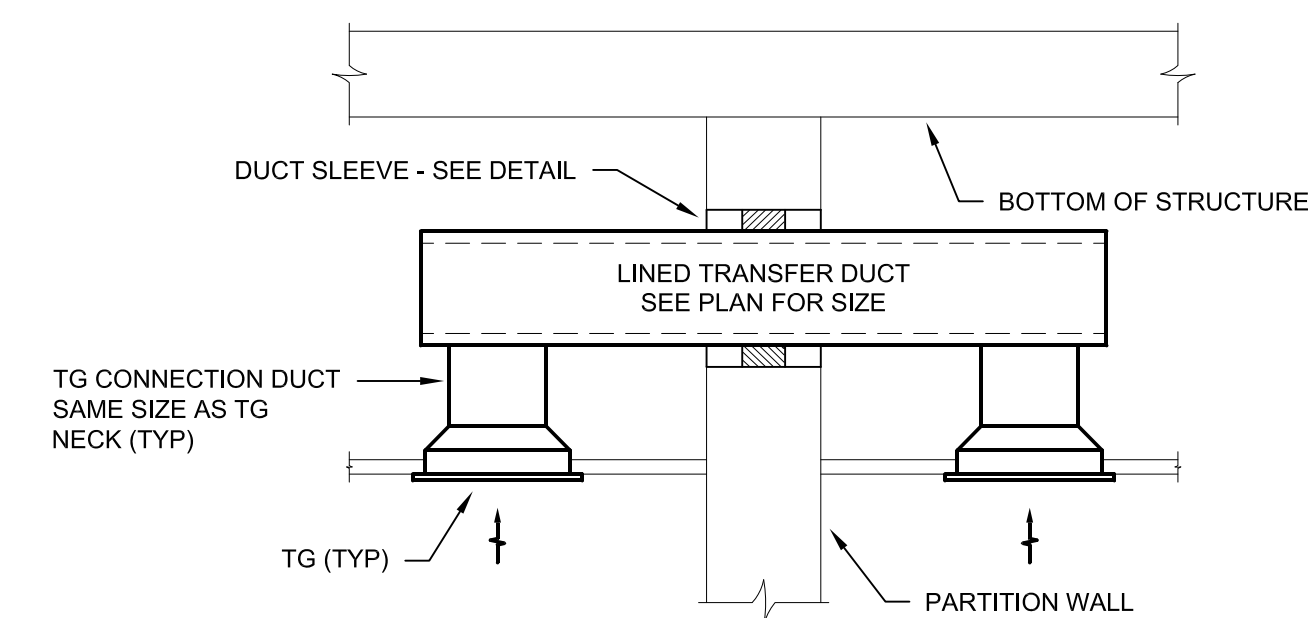 DUCT SLEEVE - SEE DETAIL
BOTTOM OF STRUCTURE
LINED TRANSFER DUCT
SEE PLAN FOR SIZE
TG CONNECTION DUCT
SAME SIZE AS TG
NECK (TYP)
TG (TYP)
PARTITION WALL